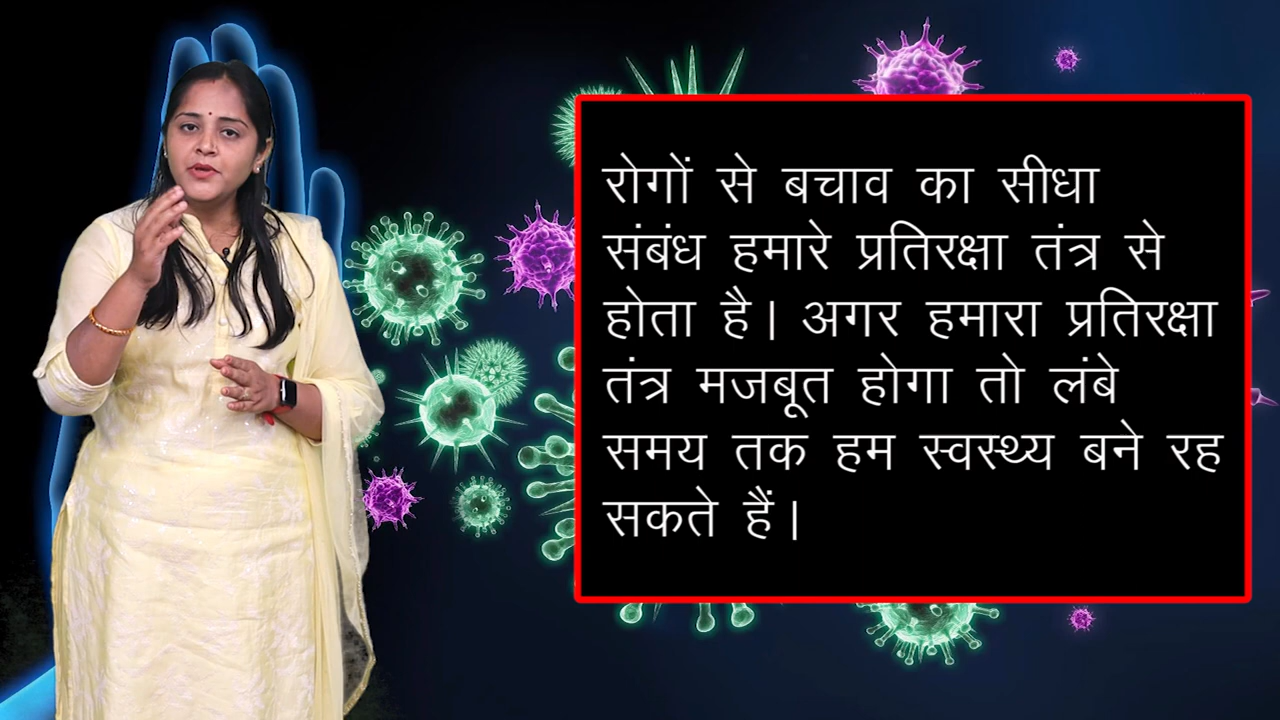 रोगों से बचाव का सीधा
संबंध हमारे प्रतिरक्षा तंत्र से
होता है। अगर हमारा प्रतिरक्षा
तंत्र मजबूत होगा तो लंबे
समय तक हम स्वस्थ्य बने रह
सकते हैं।